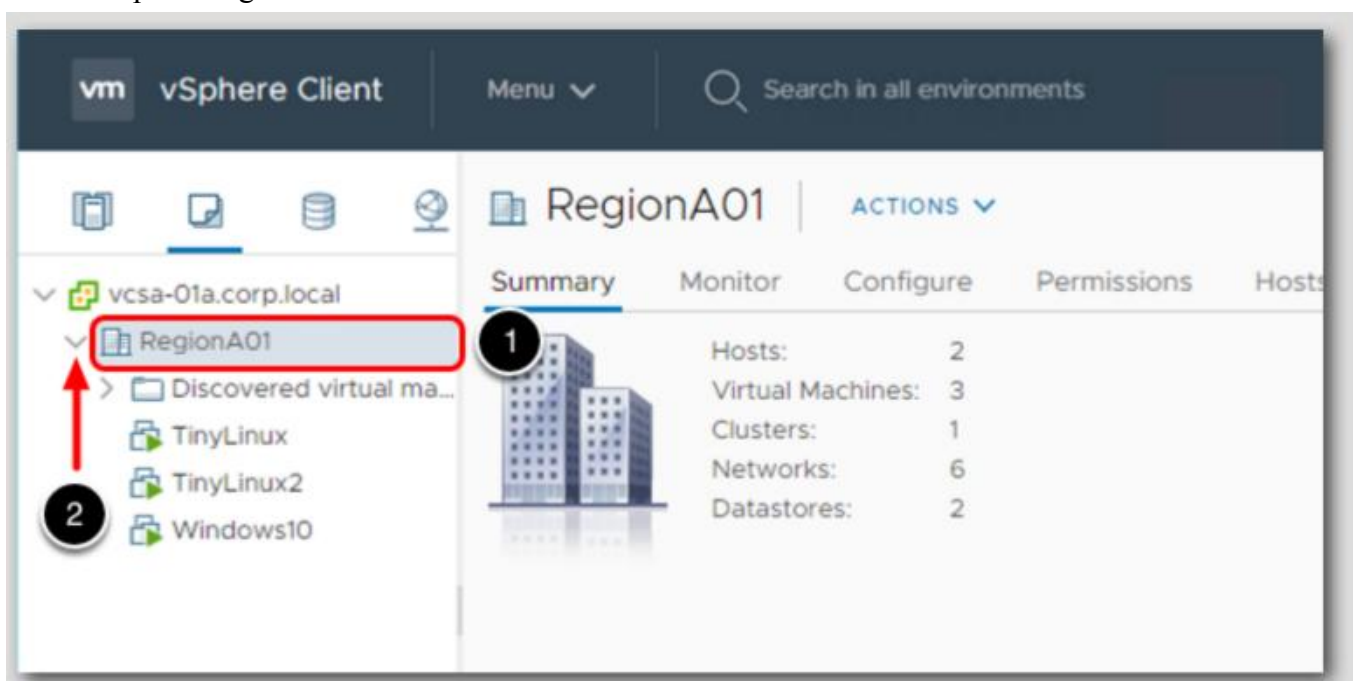 vm vSphere Client Menu Search in all environments
RegionA01 ACTIONS
vcsa-01a.corp.local
RegionA01
Discovered virtual ma...
TinyLinux
TinyLinux2
Windows10
1
2
Summary Monitor Configure Permissions Hosts
Hosts: 2
Virtual Machines: 3
Clusters: 1
Networks: 6
Datastores: 2